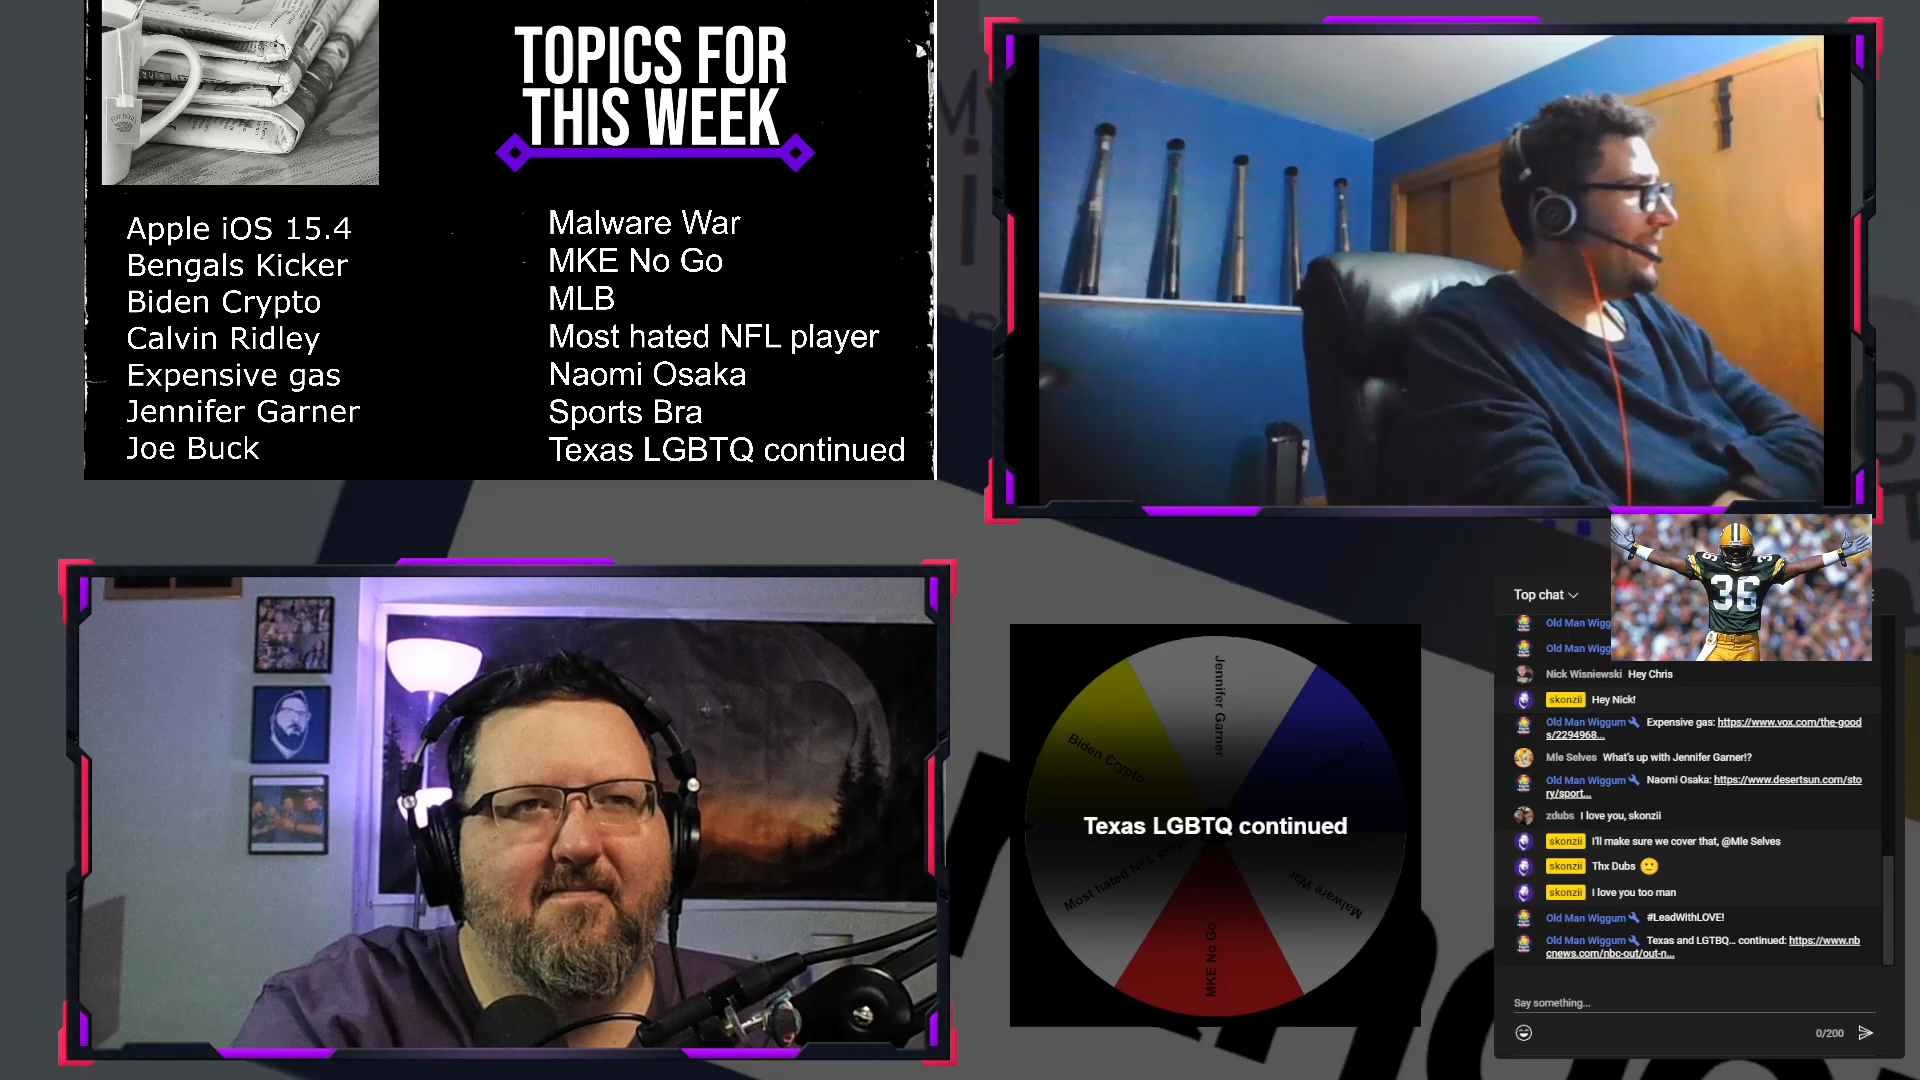 TOPICS FOR
THIS WEEK
Apple iOS 15.4
Bengals Kicker
Biden Crypto
Calvin Ridley
Expensive gas
Jennifer Garner
Joe Buck
Malware War
MKE No Go
MLB
Most hated NFL player
Naomi Osaka
Sports Bra
Texas LGBTQ continued
36
Jennifer Garner
Biden Crypto
Texas LGBTQ continued
Most hated NFL
Malware War
MKE No Go
Top chat
Old Man Wigg
Old Man Wigg
Nick Wisniewski Hey Chris
skonzii Hey Nick!
Old Man Wiggum Expensive gas: https://www.vox.com/the-good
s/2294968...
Mle Selves What's up with Jennifer Garner!?
Old Man Wiggum Naomi Osaka: https://www.desertsun.com/sto
ry/sport...
zdubs I love you, skonzii
skonzii I'll make sure we cover that, @Mle Selves
skonzii Thx Dubs 🙂
skonzii I love you too man
Old Man Wiggum #LeadWithLOVE!
Old Man Wiggum Texas and LGTBQ... continued: https://www.nb
cnews.com/nbc-out/out-n...
Say something...
0/200